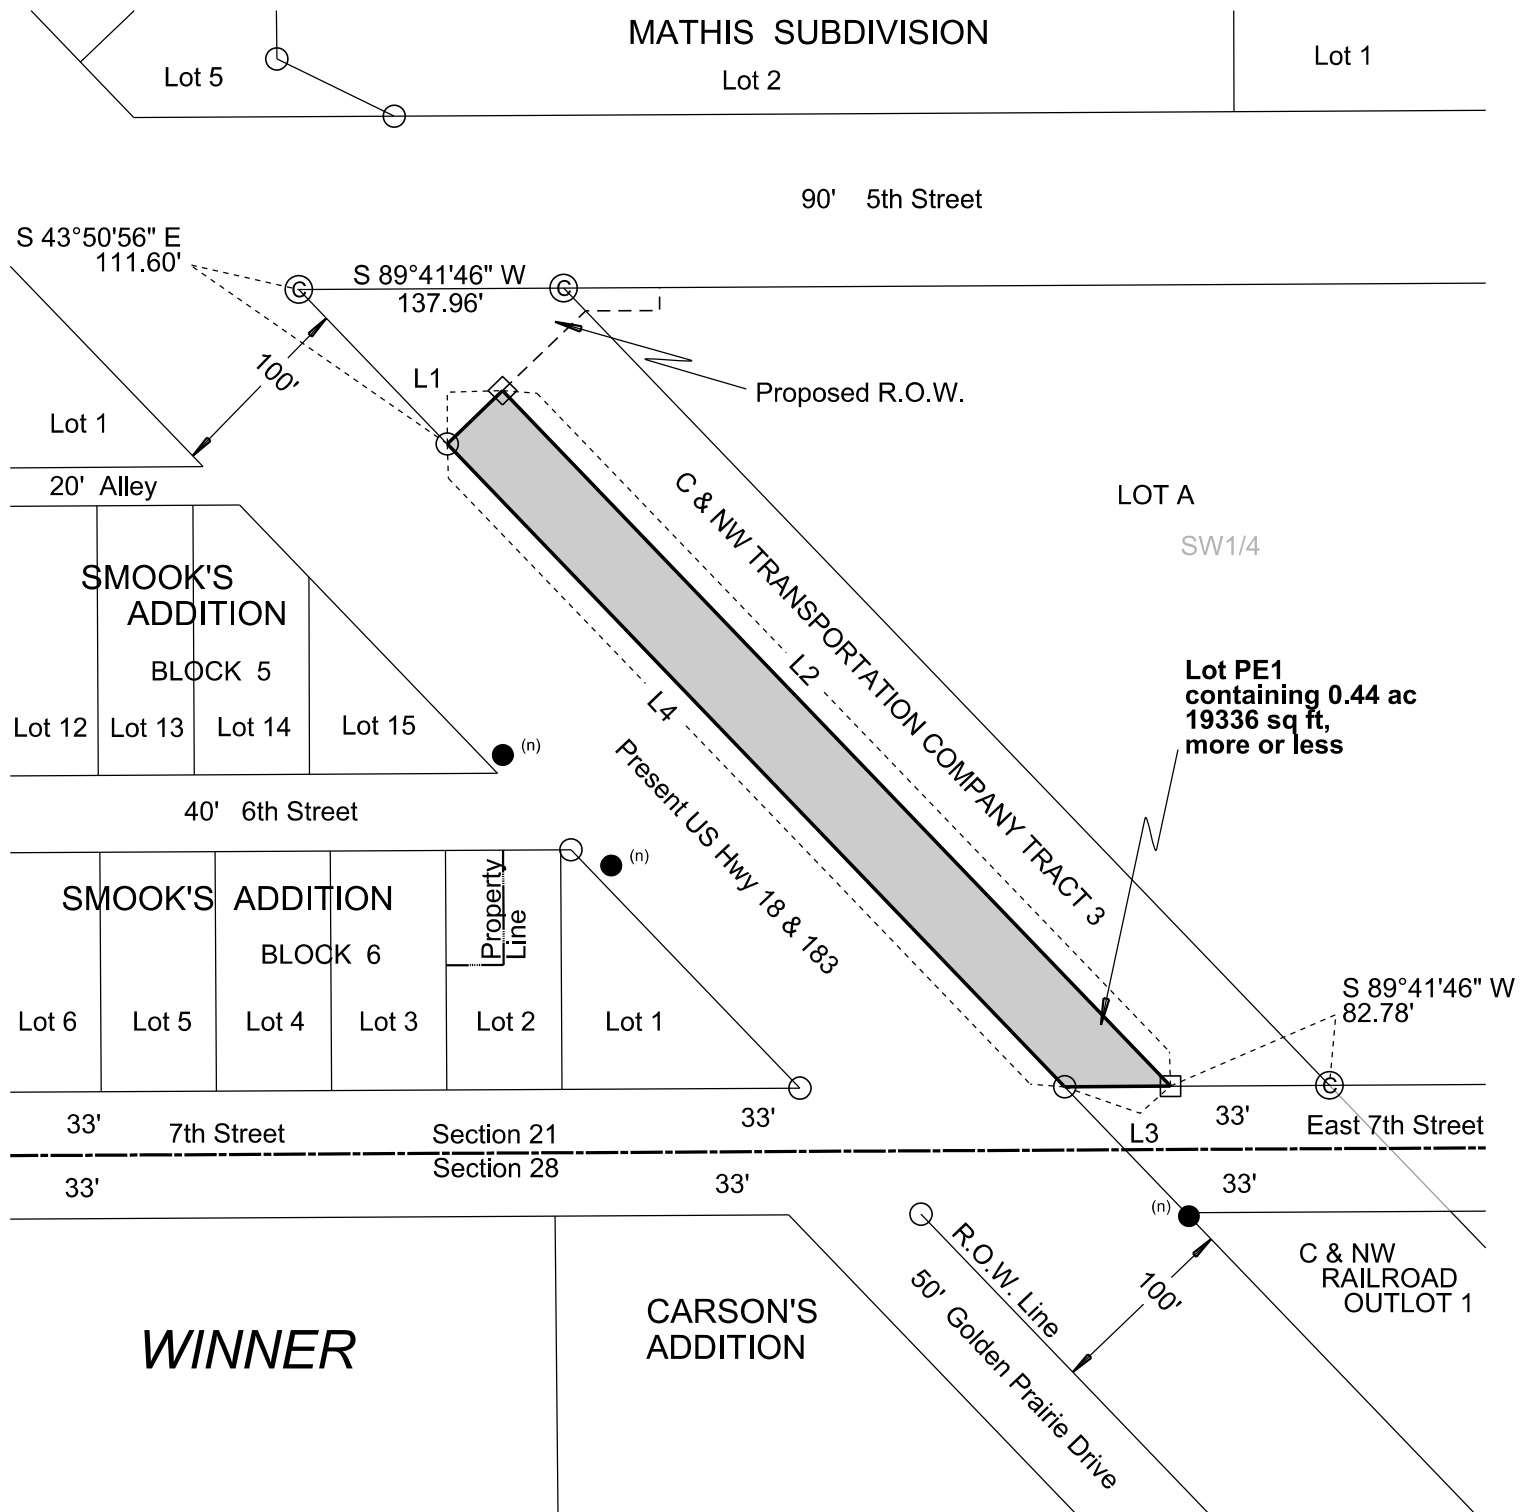 MATHIS SUBDIVISION
Lot 5
Lot 2
Lot 1
90' 5th Street
S 43°50'56" E
111.60'
S 89°41'46" W
137.96'
C
C
100'
L1
Proposed R.O.W.
Lot 1
20' Alley
C & NW TRANSPORTATION COMPANY TRACT 3
LOT A
SW1/4
SMOOK'S
ADDITION
BLOCK 5
Lot 12
Lot 13
Lot 14
Lot 15
L2
L4
Lot PE1
containing 0.44 ac
19336 sq ft,
more or less
(n)
Present US Hwy 18 & 183
40' 6th Street
(n)
SMOOK'S ADDITION
BLOCK 6
Property
Line
Lot 6
Lot 5
Lot 4
Lot 3
Lot 2
Lot 1
S 89°41'46" W
82.78'
C
33'
7th Street
Section 21
33'
L3
33'
East 7th Street
33'
Section 28
33'
33'
(n)
R.O.W. Line
50' Golden Prairie Drive
100'
C & NW
RAILROAD
OUTLOT 1
WINNER
CARSON'S
ADDITION